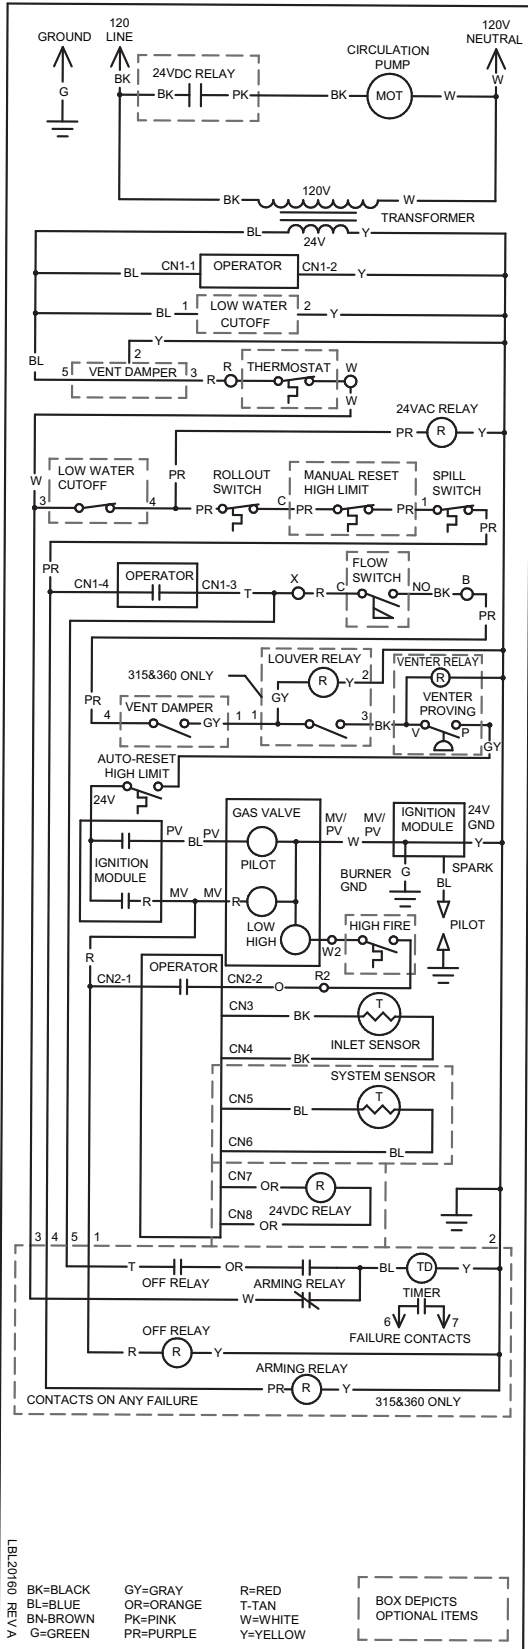 GROUND
120
LINE
120V
NEUTRAL
CIRCULATION
PUMP
24VDC RELAY
BK
G
W
BK
PK
BK
MOT
W
120V
BK
W
TRANSFORMER
BL
24V
Y
BL
CN1-1
OPERATOR
CN1-2
Y
BL
1
LOW WATER
CUTOFF
2
Y
Y
2
BL
5
VENT DAMPER
3
R
R
THERMOSTAT
W
W
24VAC RELAY
PR
R
Y
LOW WATER
CUTOFF
W
3
4
PR
ROLLOUT
SWITCH
PR
C
MANUAL RESET
HIGH LIMIT
PR
PR
SPILL
SWITCH
1
PR
PR
CN1-4
OPERATOR
CN1-3
T
X
R
C
FLOW
SWITCH
NO
BK
B
PR
315&360 ONLY
LOUVER RELAY
R
Y
2
GY
VENTER RELAY
R
VENTER
PROVING
PR
4
VENT DAMPER
GY
1
1
3
BK
V
P
GY
AUTO-RESET
HIGH LIMIT
24V
GAS VALVE
MV/
PV
MV/
PV
IGNITION
MODULE
24V
GND
PV
BL
PV
PILOT
W
Y
IGNITION
MODULE
BURNER
GND
G
SPARK
BL
R
MV
MV
R
LOW
HIGH
PILOT
HIGH FIRE
W2
R
CN2-1
OPERATOR
CN2-2
O
R2
CN3
BK
T
INLET SENSOR
CN4
BK
SYSTEM SENSOR
CN5
BL
T
CN6
BL
CN7
OR
R
24VDC RELAY
CN8
OR
3
4
5
1
2
T
OFF RELAY
OR
ARMING RELAY
BL
TD
Y
TIMER
W
6
7
FAILURE CONTACTS
OFF RELAY
R
R
Y
ARMING RELAY
PR
R
Y
CONTACTS ON ANY FAILURE
315&360 ONLY
LBL20160 REV A
BK=BLACK
GY=GRAY
R=RED
BL=BLUE
OR=ORANGE
T-TAN
BN-BROWN
PK=PINK
W=WHITE
G=GREEN
PR=PURPLE
Y=YELLOW
BOX DEPICTS
OPTIONAL ITEMS